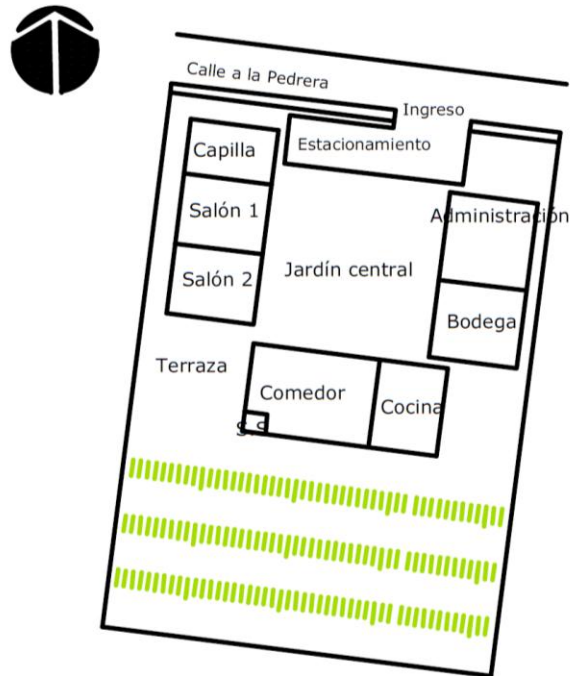 Calle a la Pedrera
Ingreso
Capilla
Estacionamiento
Salón 1
Administración
Salón 2
Jardín central
Bodega
Terraza
Comedor
Cocina
S.S